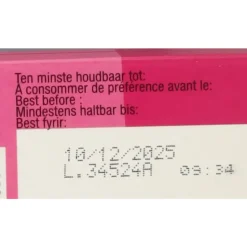 Ten minste houdbaar tot:
A consommer de préférence avant le:
Best before :
Mindestens haltbar bis:
Best fyrir:
10/12/2025
L.34524A 09:34